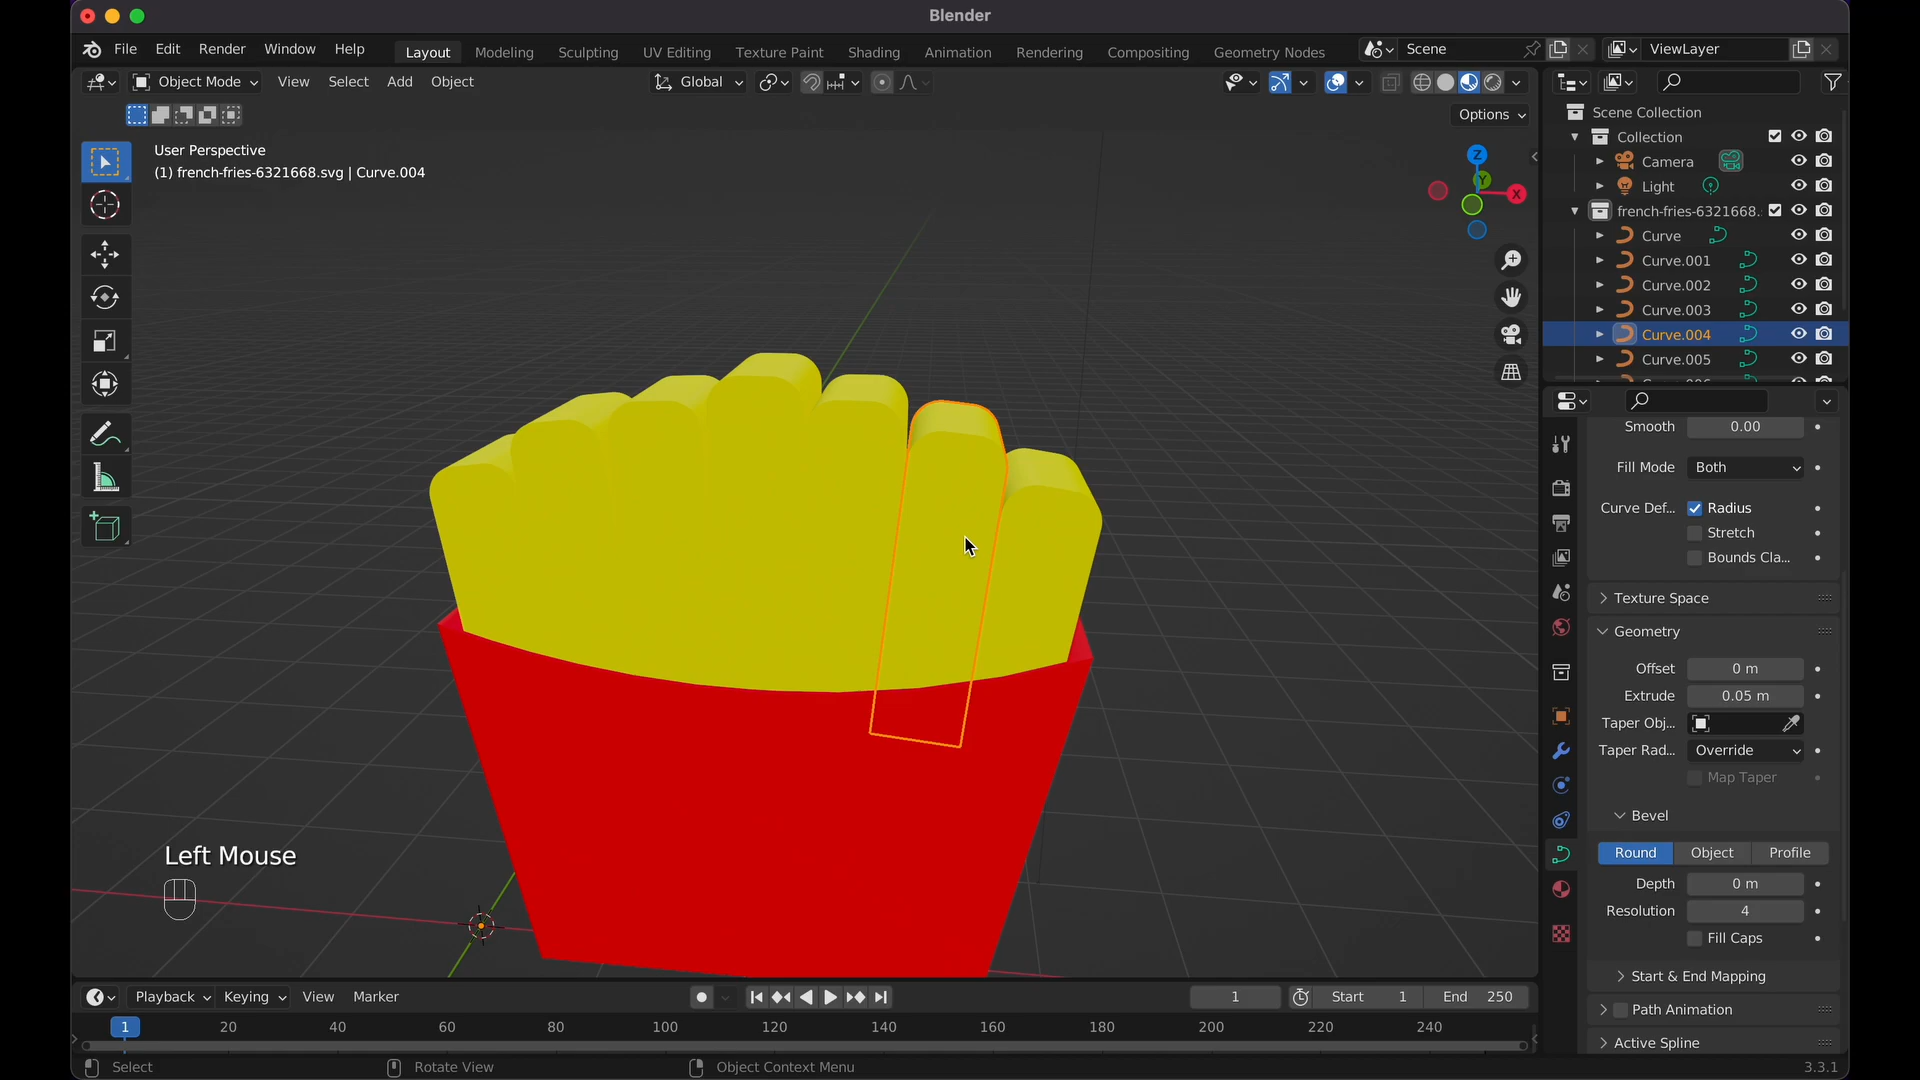 Blender
File Edit Render Window Help Layout Modeling Sculpting UV Editing Texture Paint Shading Animation Rendering Compositing Geometry Nodes Scene ViewLayer
Object Mode View Select Add Object Global
Options
User Perspective
(1) french-fries-6321668.svg | Curve.004
Z
Y
X
Scene Collection
Collection
Camera
Light
french-fries-6321668.
Curve
Curve.001
Curve.002
Curve.003
Curve.004
Curve.005
Smooth 0.00
Fill Mode Both
Curve Def... Radius
Stretch
Bounds Cla...
Texture Space
Geometry
Offset 0 m
Extrude 0.05 m
Taper Obj...
Taper Rad... Override
Map Taper
Bevel
Round Object Profile
Depth 0 m
Resolution 4
Fill Caps
Start & End Mapping
Path Animation
Active Spline
Left Mouse
Playback Keying View Marker 1 Start 1 End 250
1 20 40 60 80 100 120 140 160 180 200 220 240
Select Rotate View Object Context Menu 3.3.1